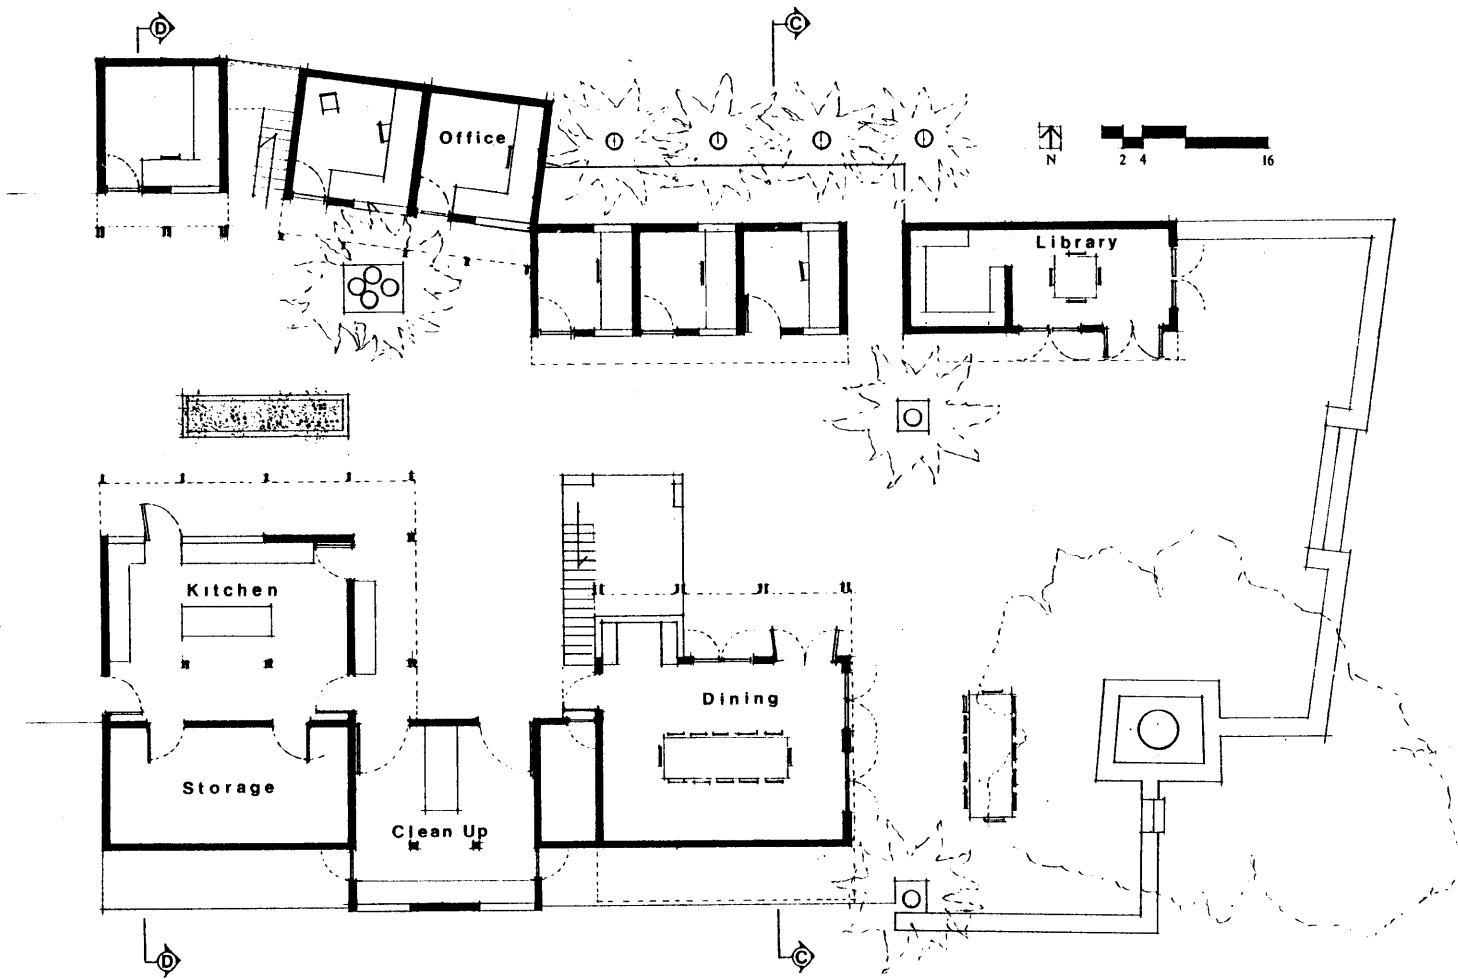 D
C
Office
N
2 4 16
Library
Kitchen
Dining
Storage
Clean Up
D
C